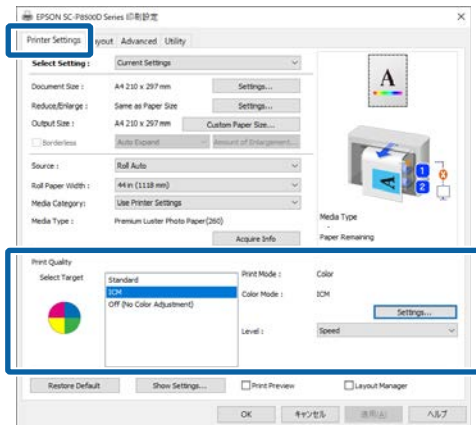 EPSON SC-P8500D Series 印刷設定
Printer Settings yout Advanced Utility
Select Setting : Current Settings
Document Size : A4 210 x 297 mm Settings...
Reduce/Enlarge : Same as Paper Size Settings...
Output Size : A4 210 x 297 mm Custom Paper Size...
Borderless Auto Expand Amount of Enlargement...
Source : Roll Auto
Roll Paper Width : 44 in (1118 mm)
Media Category: Use Printer Settings
Media Type : Premium Luster Photo Paper(260)
Acquire Info
A
A
1
2
Media Type
-
Paper Remaining
Print Quality
Select Target
Standard
ICM
Off (No Color Adjustment)
Print Mode : Color
Color Mode : ICM
Settings...
Level : Speed
Restore Default Show Settings... Print Preview Layout Manager
OK キャンセル 適用(A) ヘルプ